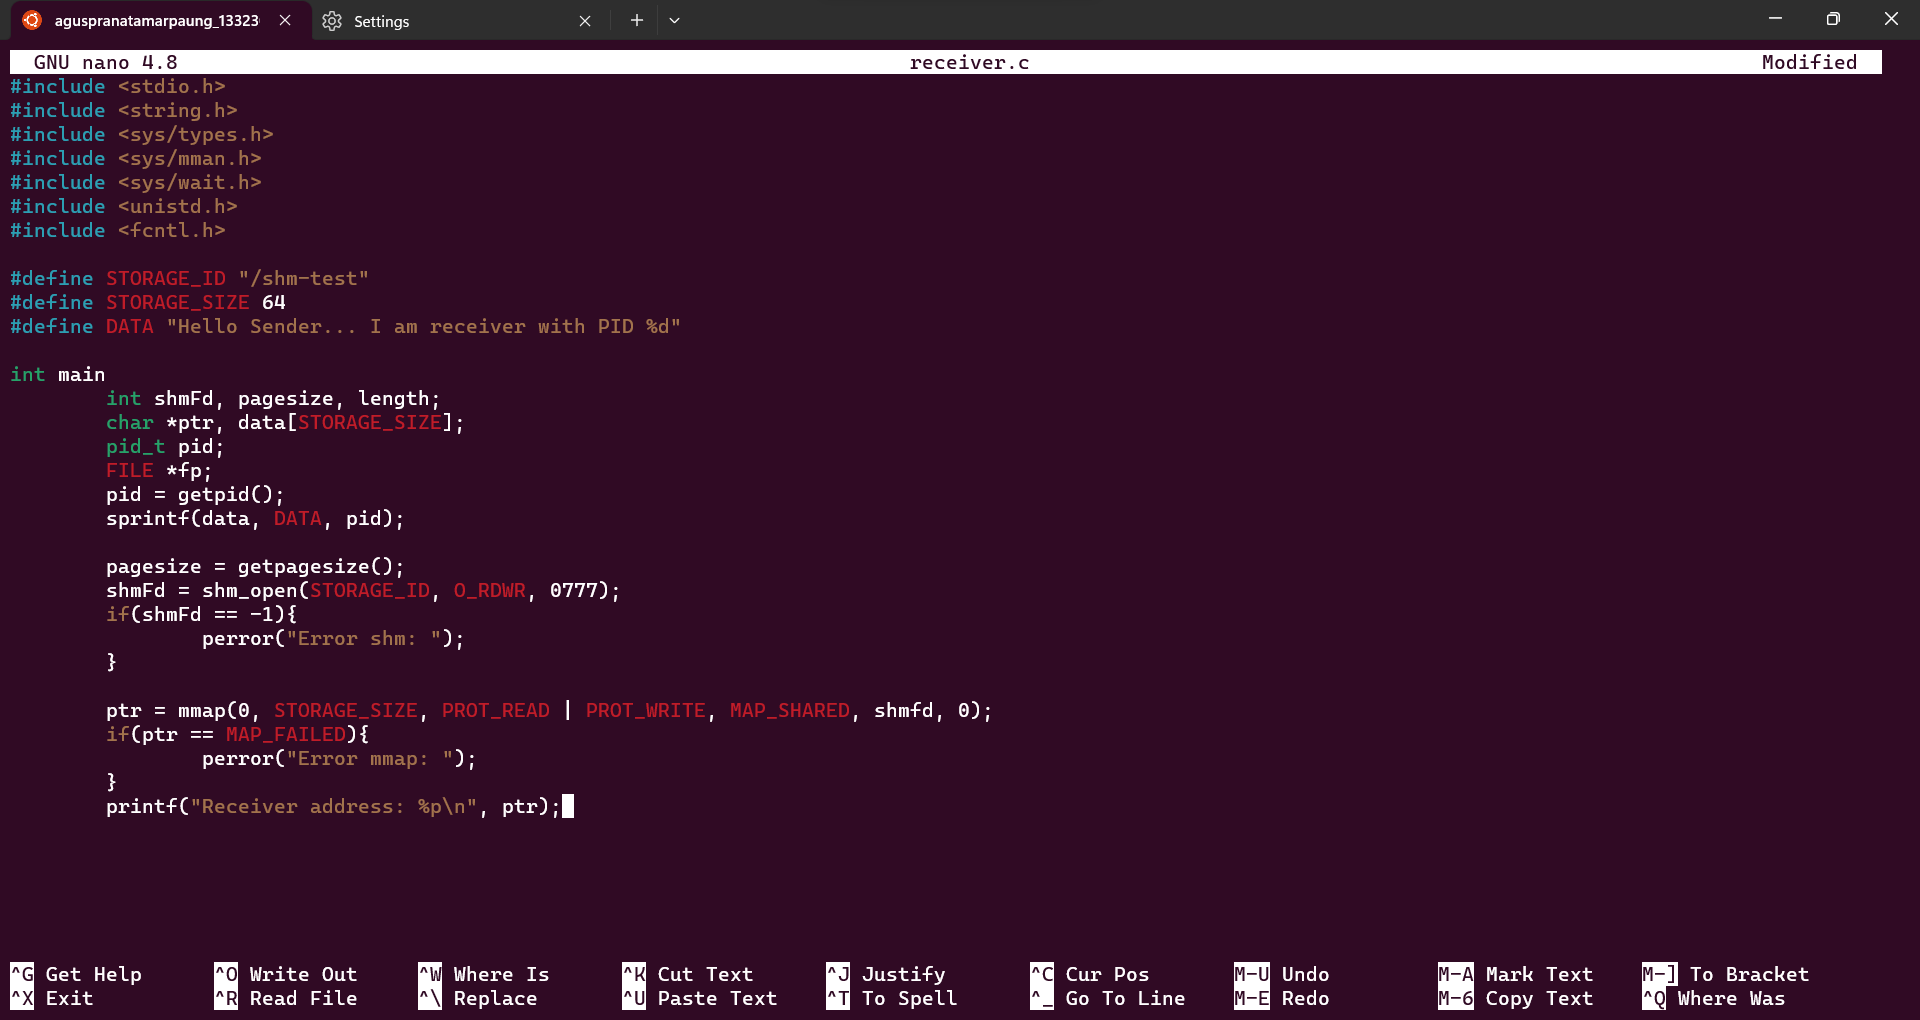 aguspranatamarpaung_13323 Settings
GNU nano 4.8 receiver.c Modified
#include <stdio.h>
#include <string.h>
#include <sys/types.h>
#include <sys/mman.h>
#include <sys/wait.h>
#include <unistd.h>
#include <fcntl.h>
#define STORAGE_ID "/shm-test"
#define STORAGE_SIZE 64
#define DATA "Hello Sender... I am receiver with PID %d"
int main
int shmFd, pagesize, length;
char *ptr, data[STORAGE_SIZE];
pid_t pid;
FILE *fp;
pid = getpid();
sprintf(data, DATA, pid);
pagesize = getpagesize();
shmFd = shm_open(STORAGE_ID, O_RDWR, 0777);
if(shmFd == -1){
perror("Error shm: ");
}
ptr = mmap(0, STORAGE_SIZE, PROT_READ | PROT_WRITE, MAP_SHARED, shmfd, 0);
if(ptr == MAP_FAILED){
perror("Error mmap: ");
}
printf("Receiver address: %p\n", ptr);
^G Get Help ^O Write Out ^W Where Is ^K Cut Text ^J Justify ^C Cur Pos M-U Undo M-A Mark Text M-] To Bracket
^X Exit ^R Read File ^\ Replace ^U Paste Text ^T To Spell ^_ Go To Line M-E Redo M-6 Copy Text ^Q Where Was